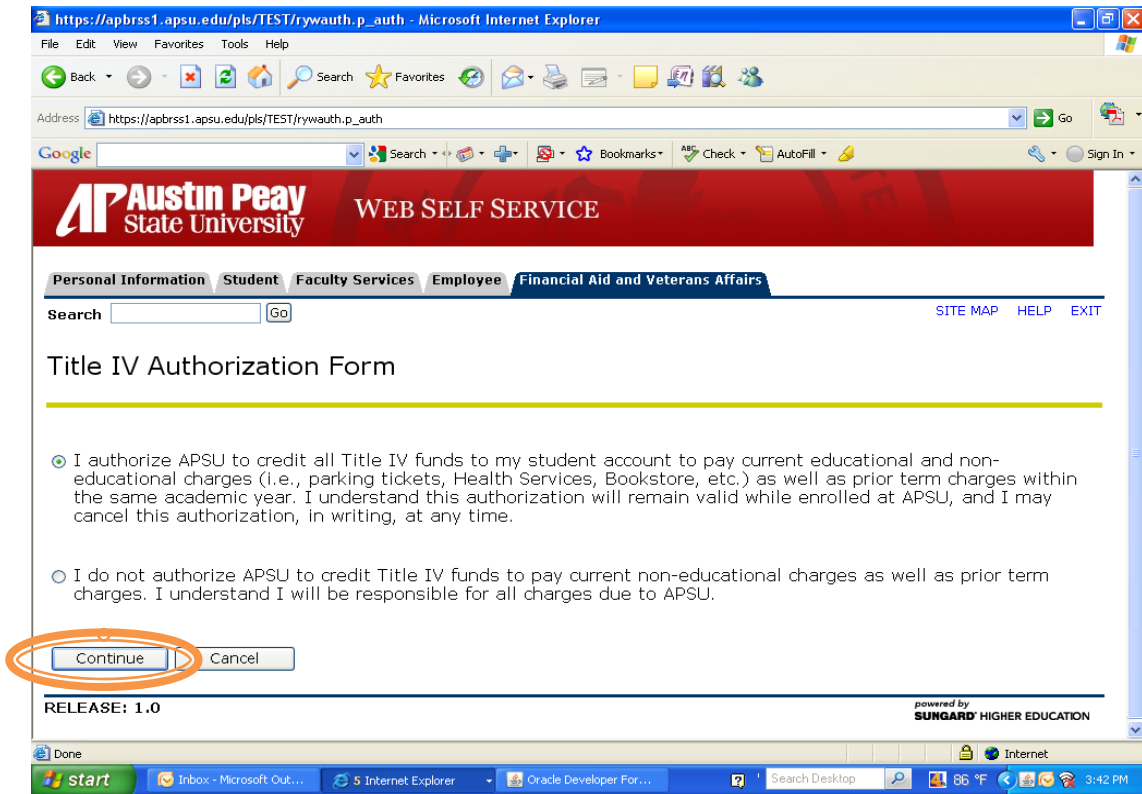 https://apbrss1.apsu.edu/pls/TEST/rywauth.p_auth - Microsoft Internet Explorer
File Edit View Favorites Tools Help
Back Search Favorites
Address https://apbrss1.apsu.edu/pls/TEST/rywauth.p_auth Go
Google Search Bookmarks ABC Check AutoFill Sign In
AP Austin Peay State University WEB SELF SERVICE
Personal Information Student Faculty Services Employee Financial Aid and Veterans Affairs
Search Go SITE MAP HELP EXIT
Title IV Authorization Form
I authorize APSU to credit all Title IV funds to my student account to pay current educational and non-
educational charges (i.e., parking tickets, Health Services, Bookstore, etc.) as well as prior term charges within
the same academic year. I understand this authorization will remain valid while enrolled at APSU, and I may
cancel this authorization, in writing, at any time.
I do not authorize APSU to credit Title IV funds to pay current non-educational charges as well as prior term
charges. I understand I will be responsible for all charges due to APSU.
Continue Cancel
RELEASE: 1.0
powered by
SUNGARD HIGHER EDUCATION
Done Internet
start Inbox - Microsoft Out... 5 Internet Explorer Oracle Developer For... Search Desktop 86 °F 3:42 PM